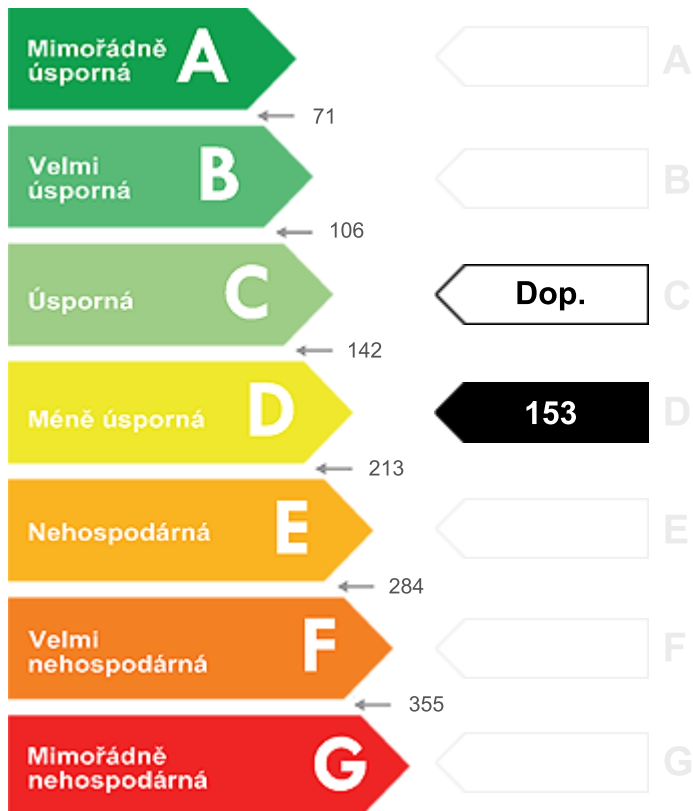 Mimořádně
úsporná
A
A
71
Velmi
úsporná
B
B
106
Úsporná
C
Dop.
C
142
Méně úsporná
D
153
D
213
Nehospodárná
E
E
284
Velmi
nehospodárná
F
F
355
Mimořádně
nehospodárná
G
G